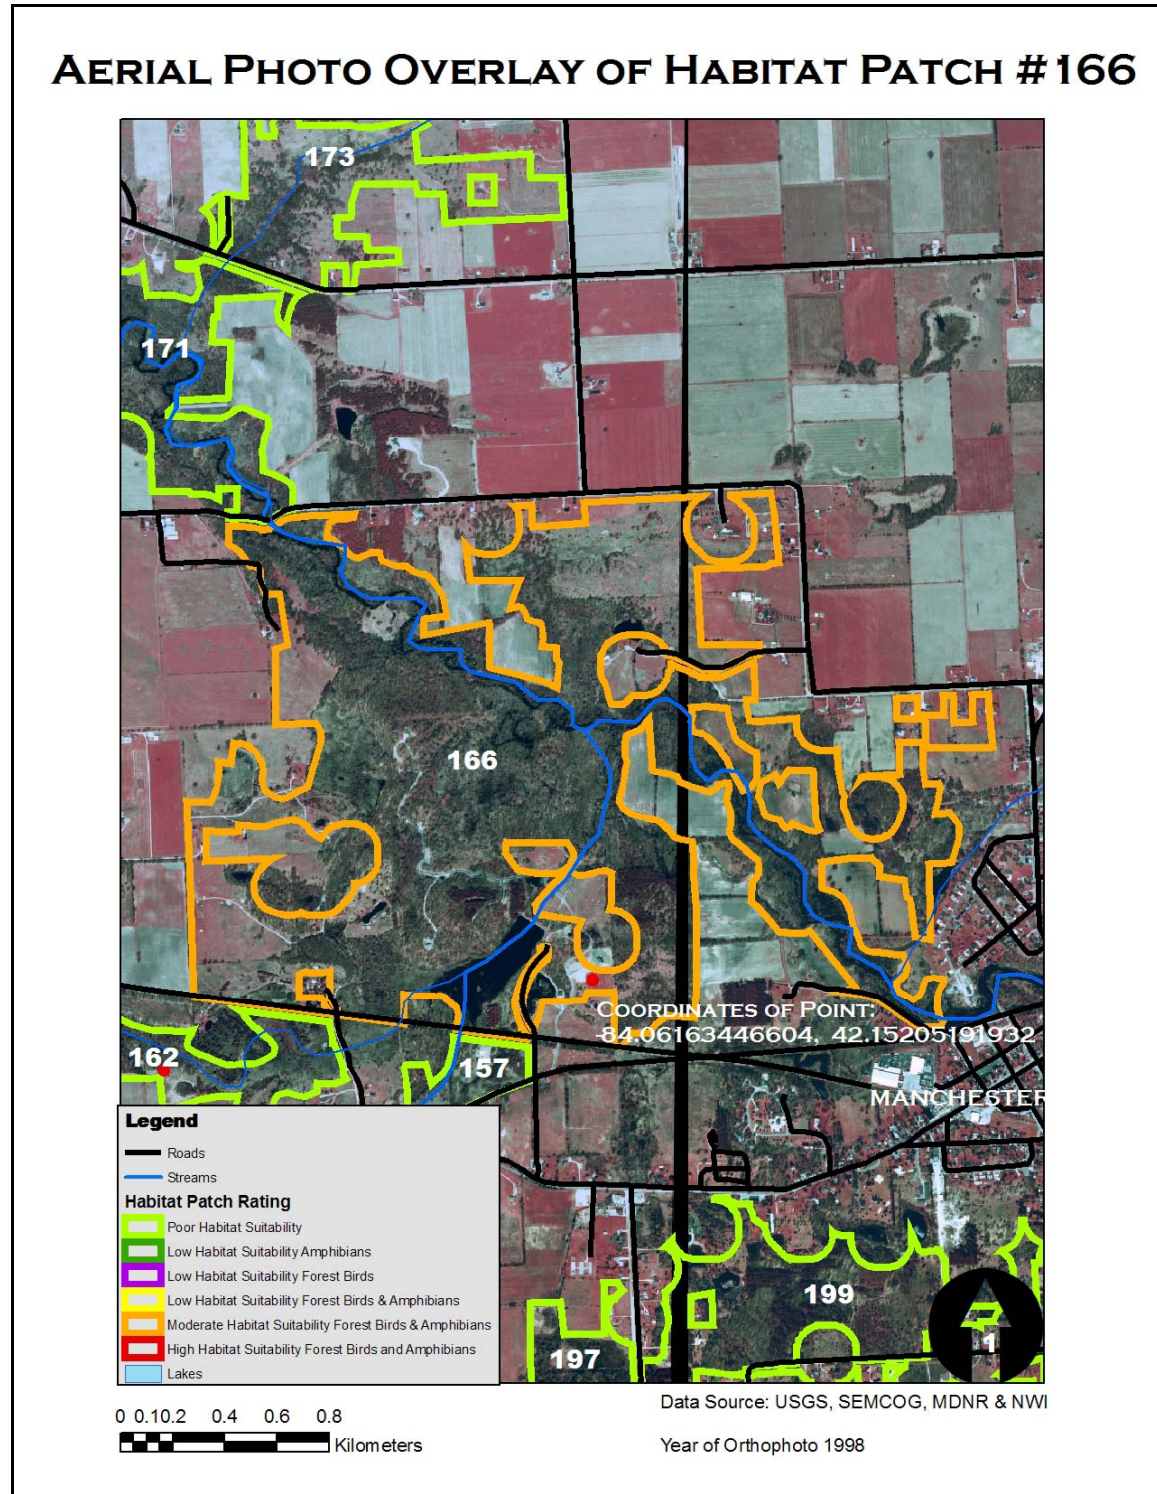 AERIAL PHOTO OVERLAY OF HABITAT PATCH #166
173
171
166
COORDINATES OF POINT:
-84.06163446604, 42.15205191932
162
157
MANCHESTER
Legend
Roads
Streams
Habitat Patch Rating
Poor Habitat Suitability
Low Habitat Suitability Amphibians
Low Habitat Suitability Forest Birds
Low Habitat Suitability Forest Birds & Amphibians
Moderate Habitat Suitability Forest Birds & Amphibians
High Habitat Suitability Forest Birds and Amphibians
Lakes
199
197
1
0 0.10.2 0.4 0.6 0.8
Kilometers
Data Source: USGS, SEMCOG, MDNR & NWI
Year of Orthophoto 1998